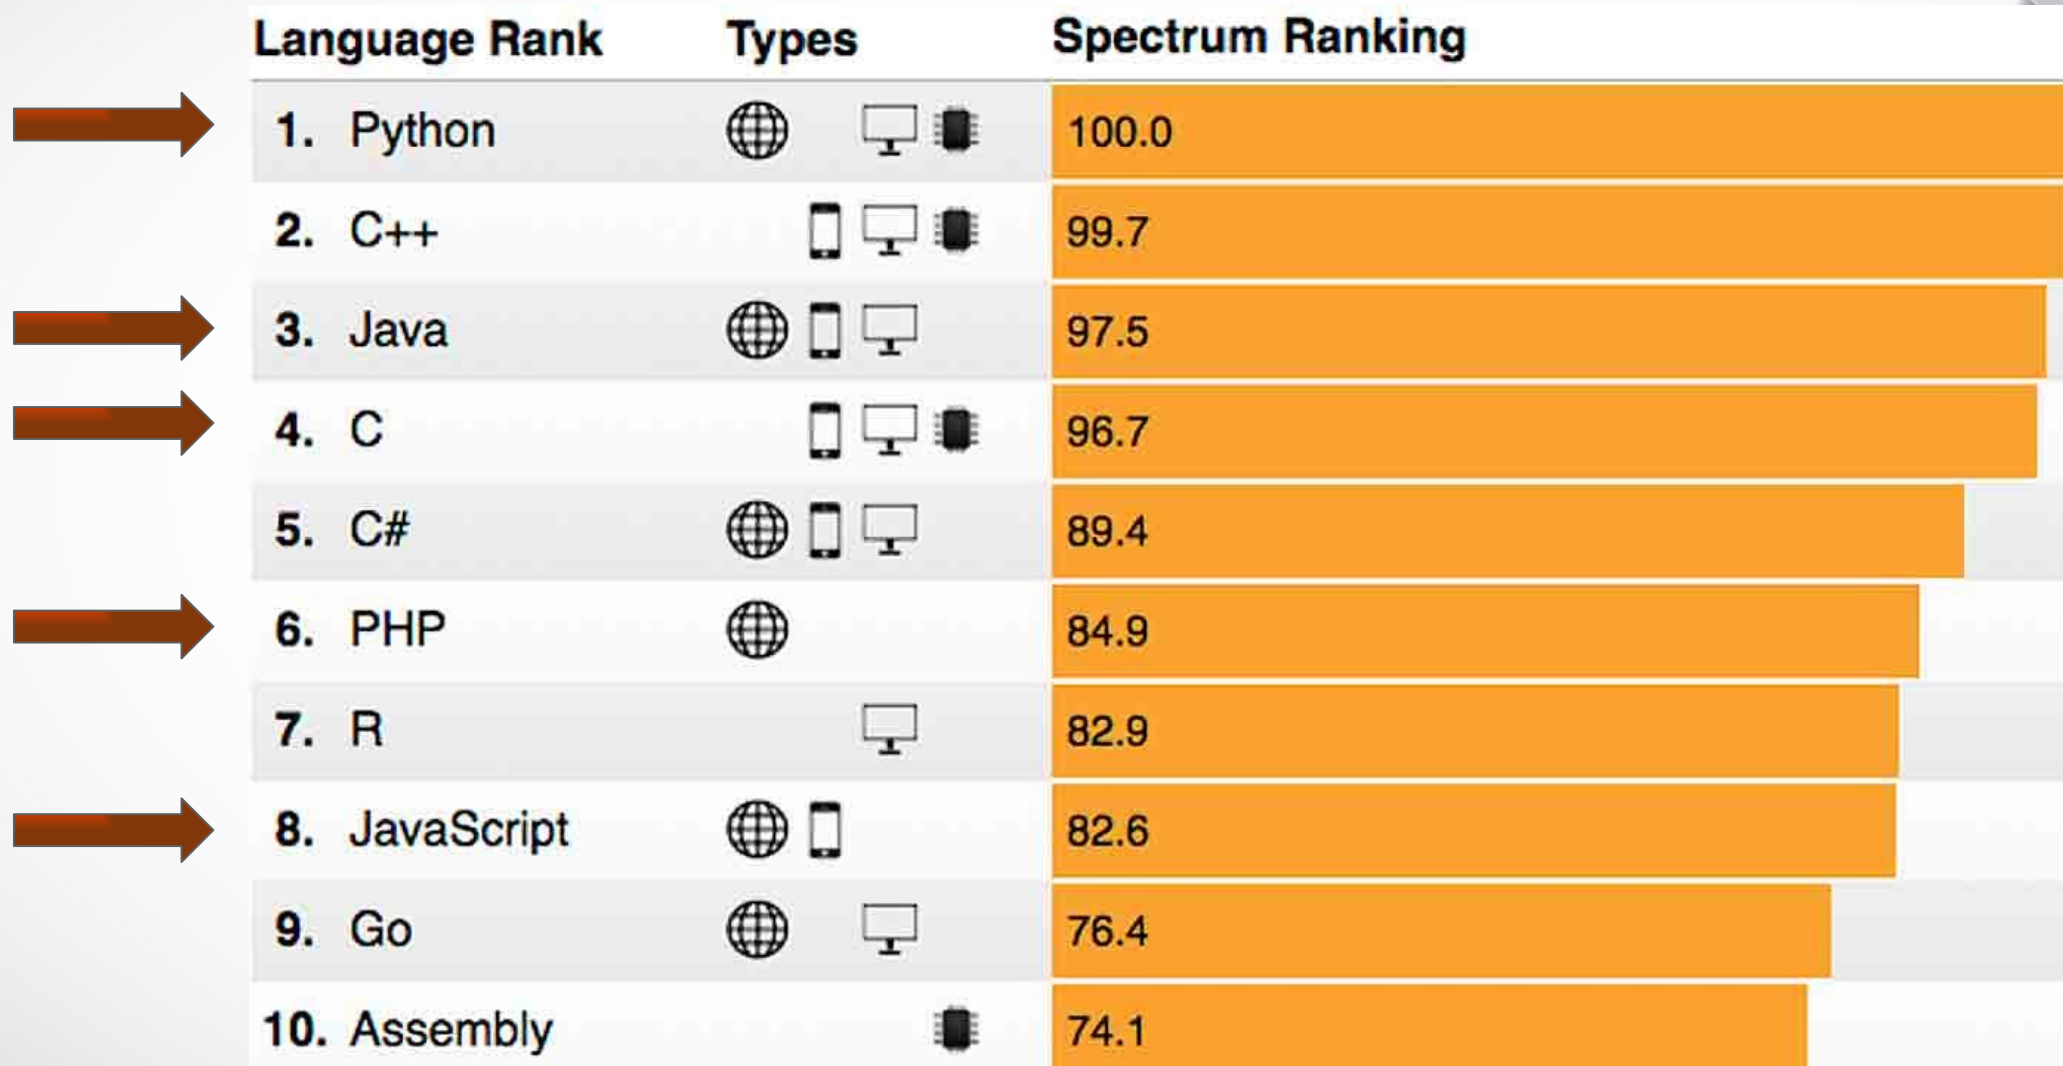 Language Rank Types Spectrum Ranking
1. Python 100.0
2. C++ 99.7
3. Java 97.5
4. C 96.7
5. C# 89.4
6. PHP 84.9
7. R 82.9
8. JavaScript 82.6
9. Go 76.4
10. Assembly 74.1